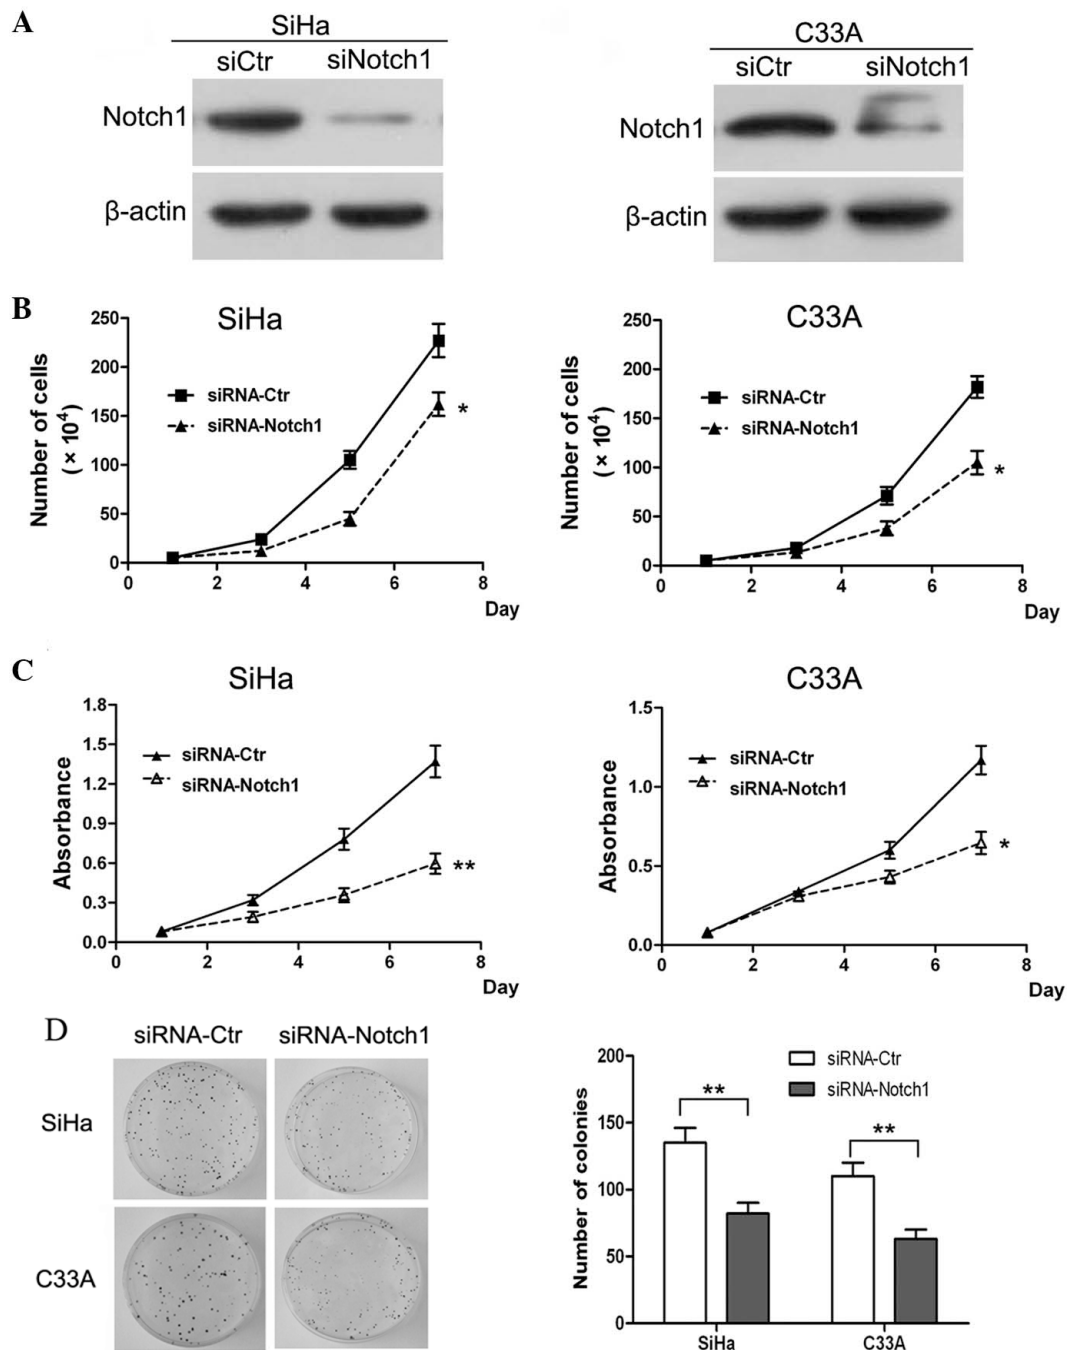 A
SiHa
siCtr siNotch1
Notch1
β-actin
C33A
siCtr siNotch1
Notch1
β-actin
B
SiHa
Number of cells
(× 10⁴)
250
200
150
100
50
0
siRNA-Ctr
siRNA-Notch1
*
0 2 4 6 8
Day
C33A
Number of cells
(× 10⁴)
250
200
150
100
50
0
siRNA-Ctr
siRNA-Notch1
*
0 2 4 6 8
Day
C
SiHa
Absorbance
1.8
1.5
1.2
0.9
0.6
0.3
0.0
siRNA-Ctr
siRNA-Notch1
**
0 2 4 6 8
Day
C33A
Absorbance
1.5
1.0
0.5
0.0
siRNA-Ctr
siRNA-Notch1
*
0 2 4 6 8
Day
D
siRNA-Ctr siRNA-Notch1
SiHa
C33A
Number of colonies
200
150
100
50
0
siRNA-Ctr
siRNA-Notch1
**
**
SiHa C33A